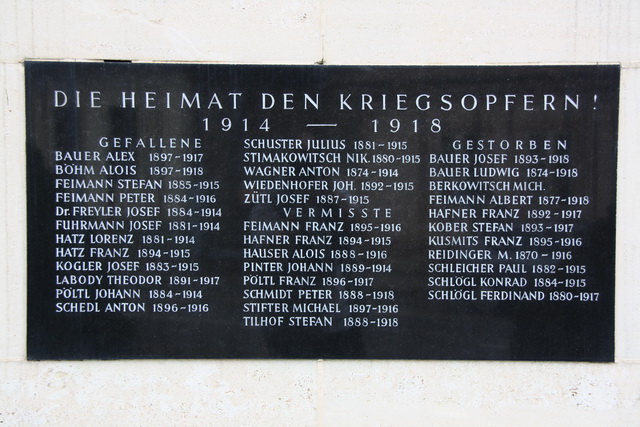 DIE HEIMAT DEN KRIEGSOPFERN!
1914 — 1918
GEFALLENE
BAUER ALEX 1897-1917
BÖHM ALOIS 1897-1918
FEIMANN STEFAN 1885-1915
FEIMANN PETER 1884-1916
Dr. FREYLER JOSEF 1884-1914
FUHRMANN JOSEF 1881-1914
HATZ LORENZ 1881-1914
HATZ FRANZ 1894-1915
KOGLER JOSEF 1883-1915
LABODY THEODOR 1891-1917
PÖLTL JOHANN 1884-1914
SCHEDL ANTON 1896-1916
SCHUSTER JULIUS 1881-1915
STIMAKOWITSCH NIK. 1880-1915
WAGNER ANTON 1874-1914
WIEDENHOFER JOH. 1892-1915
ZÜTL JOSEF 1887-1915
VERMISSTE
FEIMANN FRANZ 1895-1916
HAFNER FRANZ 1894-1915
HAUSER ALOIS 1888-1916
PINTER JOHANN 1889-1914
PÖLTL FRANZ 1896-1917
SCHMIDT PETER 1888-1918
STIFTER MICHAEL 1897-1916
TILHOF STEFAN 1888-1918
GESTORBEN
BAUER JOSEF 1893-1918
BAUER LUDWIG 1874-1918
BERKOWITSCH MICH.
FEIMANN ALBERT 1877-1918
HAFNER FRANZ 1892-1917
KOBER STEFAN 1893-1917
KUSMITS FRANZ 1895-1916
REIDINGER M. 1870-1916
SCHLEICHER PAUL 1882-1915
SCHLÖGL KONRAD 1884-1915
SCHLÖGL FERDINAND 1880-1917